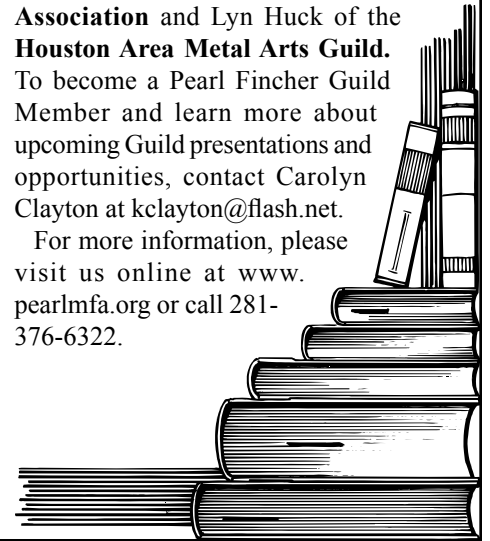 Association and Lyn Huck of the
Houston Area Metal Arts Guild.
To become a Pearl Fincher Guild
Member and learn more about
upcoming Guild presentations and
opportunities, contact Carolyn
Clayton at kclayton@flash.net.
For more information, please
visit us online at www.
pearlmfa.org or call 281-
376-6322.